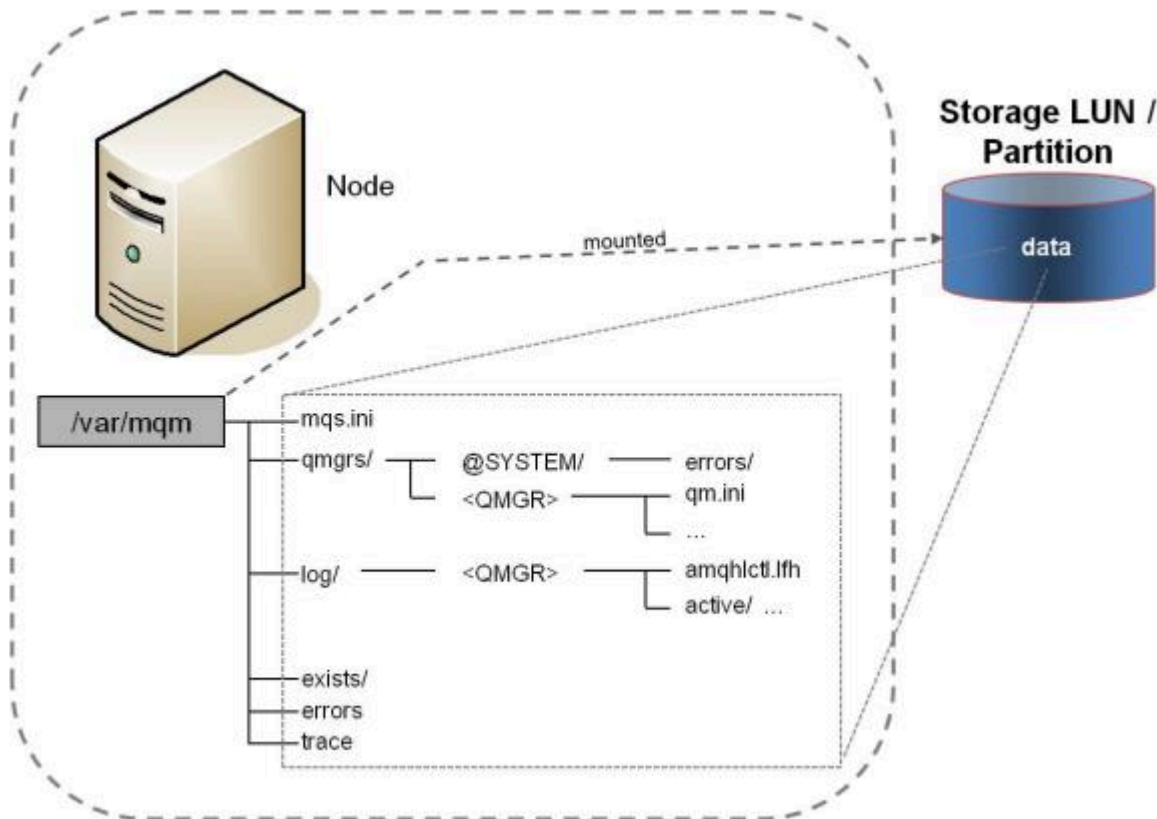 Storage LUN /
Partition
Node
mounted
data
/var/mqm
mqs.ini
qmgrs/ @SYSTEM/ errors/
<QMGR> qm.ini
...
log/ <QMGR> amqhlctl.lfh
active/ ...
exists/
errors
trace